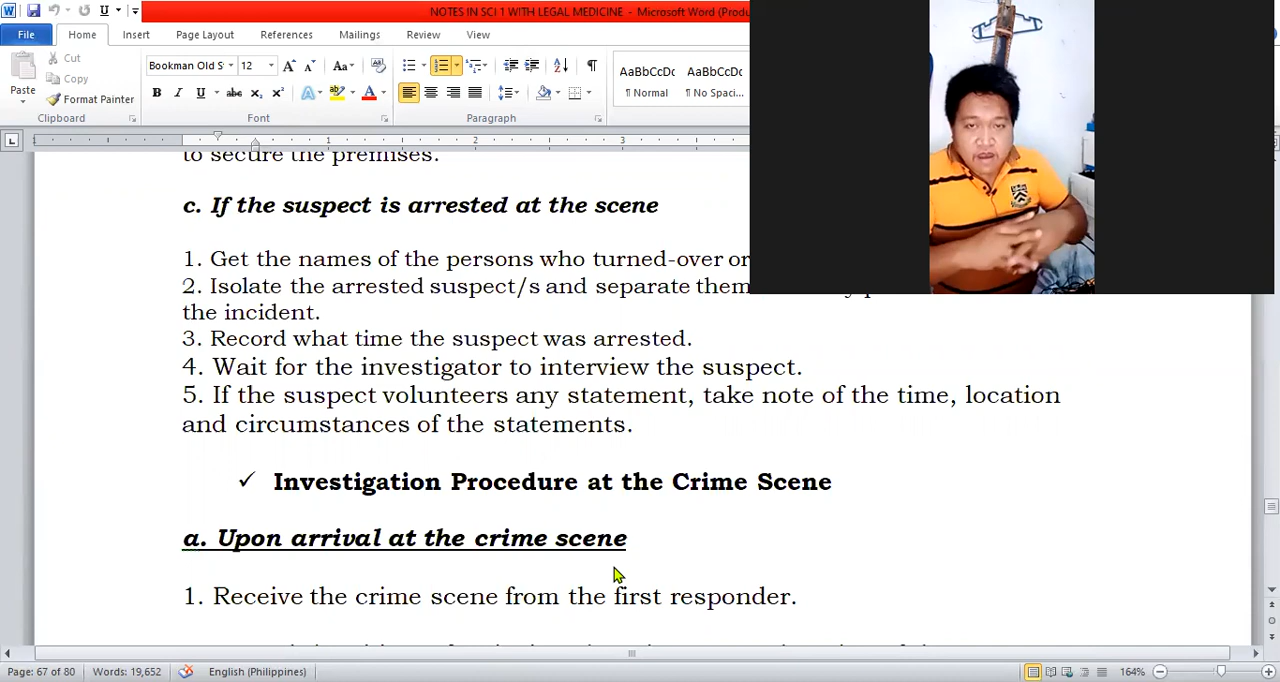 NOTES IN SCI 1 WITH LEGAL MEDICINE - Microsoft Word (Produ
File Home Insert Page Layout References Mailings Review View
Cut
Copy
Format Painter
Paste
Bookman Old S 12
AaBbCcDc AaBbCcDc
¶ Normal ¶ No Spaci...
Clipboard Font Paragraph
1 2 3
to secure the premises.
c. If the suspect is arrested at the scene
1. Get the names of the persons who turned-over or
2. Isolate the arrested suspect/s and separate them
the incident.
3. Record what time the suspect was arrested.
4. Wait for the investigator to interview the suspect.
5. If the suspect volunteers any statement, take note of the time, location
and circumstances of the statements.
✓ Investigation Procedure at the Crime Scene
a. Upon arrival at the crime scene
1. Receive the crime scene from the first responder.
Page: 67 of 80 Words: 19,652 English (Philippines) 164%